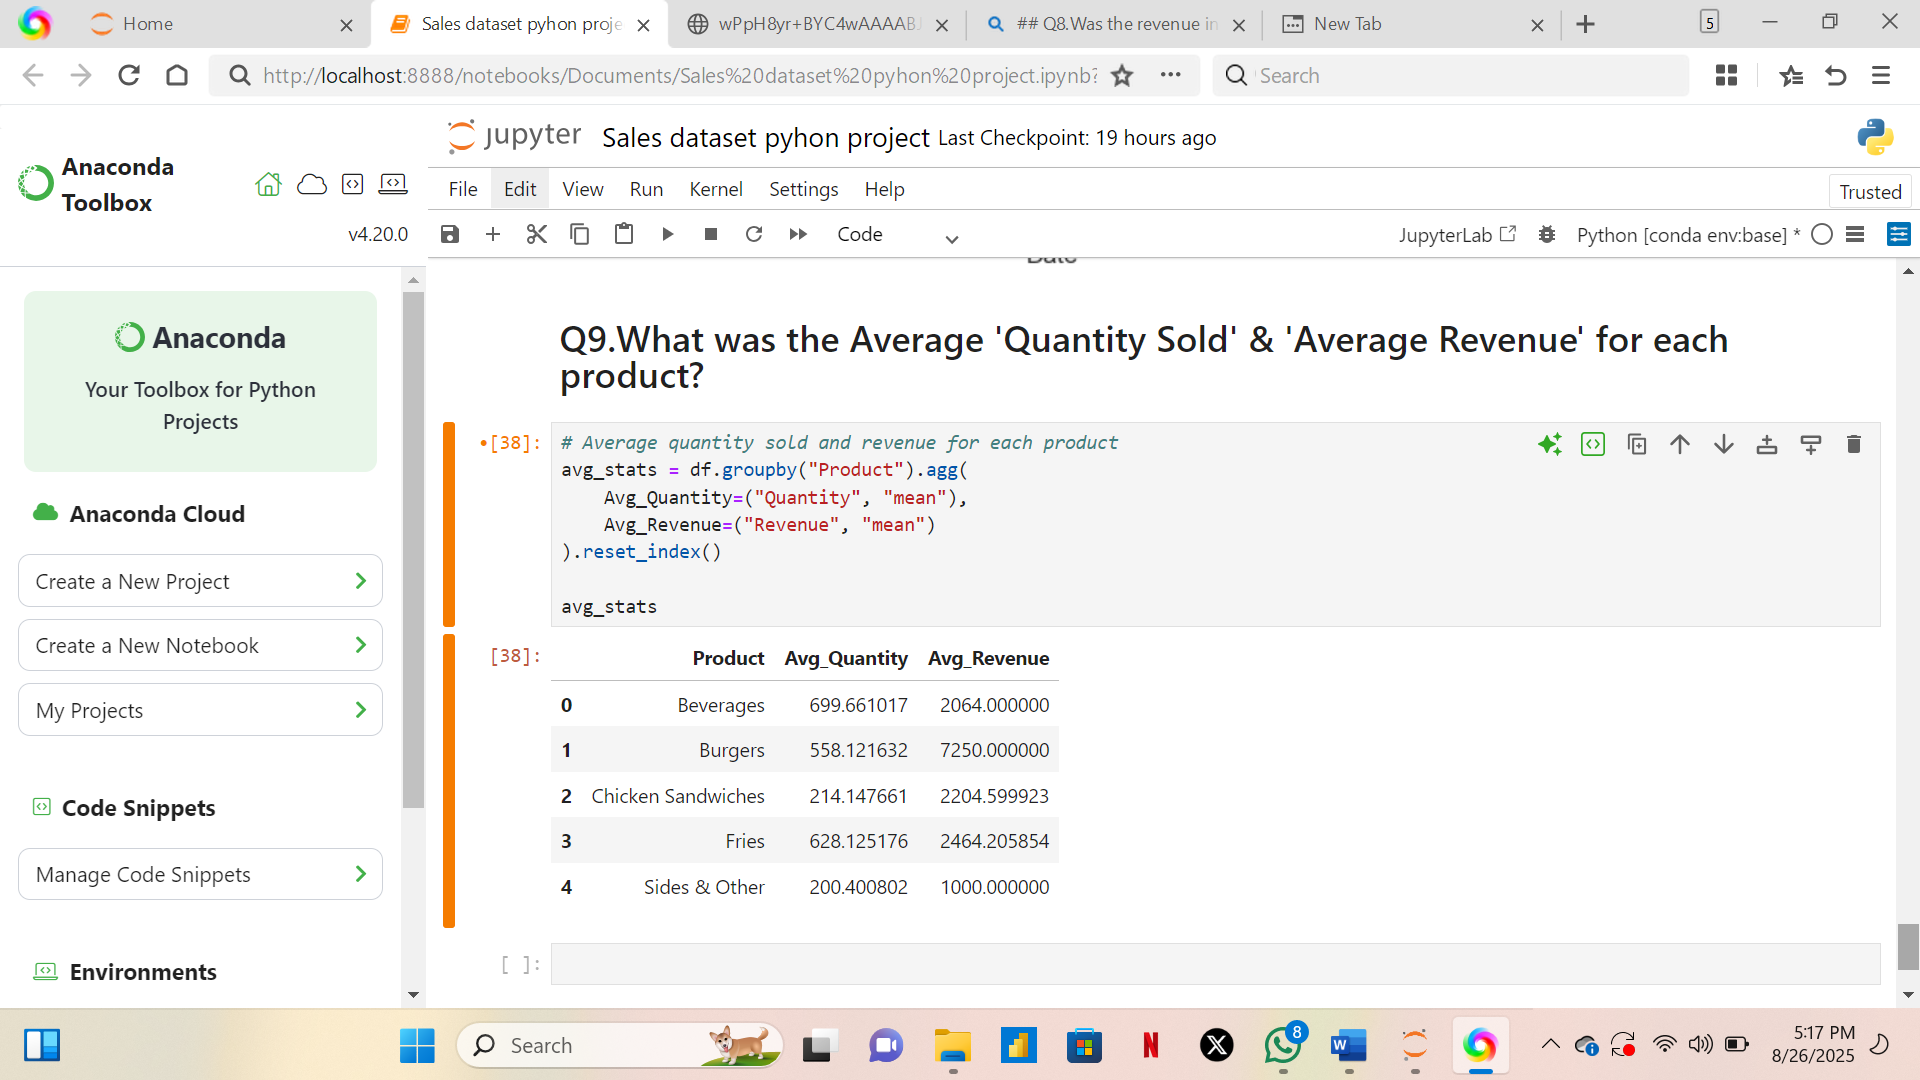 Home
Sales dataset pyhon proje
wPpH8yr+BYC4wAAAAB
## Q8.Was the revenue in
New Tab
5
http://localhost:8888/notebooks/Documents/Sales%20dataset%20pyhon%20project.ipynb?
Search
Anaconda Toolbox
v4.20.0
Anaconda
Your Toolbox for Python Projects
Anaconda Cloud
Create a New Project
Create a New Notebook
My Projects
Code Snippets
Manage Code Snippets
Environments
jupyter Sales dataset pyhon project Last Checkpoint: 19 hours ago
File Edit View Run Kernel Settings Help
Trusted
Code
JupyterLab
Python [conda env:base] *
Date
Q9.What was the Average 'Quantity Sold' & 'Average Revenue' for each
product?
•[38]: # Average quantity sold and revenue for each product
avg_stats = df.groupby("Product").agg(
    Avg_Quantity=("Quantity", "mean"),
    Avg_Revenue=("Revenue", "mean")
).reset_index()
avg_stats
[38]: Product Avg_Quantity Avg_Revenue
0 Beverages 699.661017 2064.000000
1 Burgers 558.121632 7250.000000
2 Chicken Sandwiches 214.147661 2204.599923
3 Fries 628.125176 2464.205854
4 Sides & Other 200.400802 1000.000000
[ ]:
Search
8
5:17 PM
8/26/2025